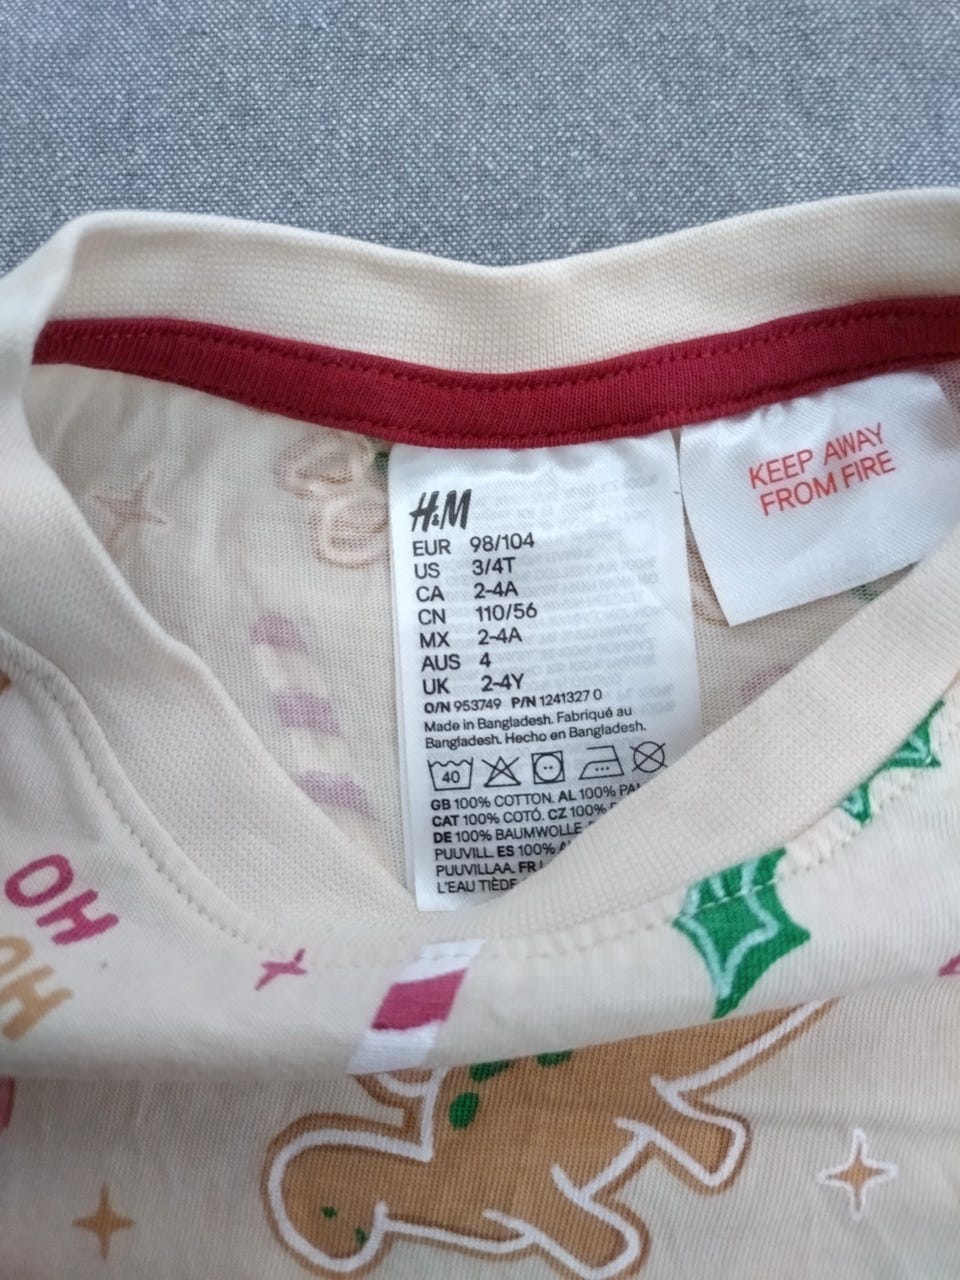 H&M
EUR 98/104
US 3/4T
CA 2-4A
CN 110/56
MX 2-4A
AUS 4
UK 2-4Y
O/N 953749 P/N 1241327 0
Made in Bangladesh. Fabriqué au
Bangladesh. Hecho en Bangladesh.
40
GB 100% COTTON. AL 100%
CAT 100% COTÓ. CZ 100%
DE 100% BAUMWOLLE
PUUVILL. ES 100%
PUUVILLAA. FR
L'EAU TIÈDE
KEEP AWAY
FROM FIRE
OH
HO